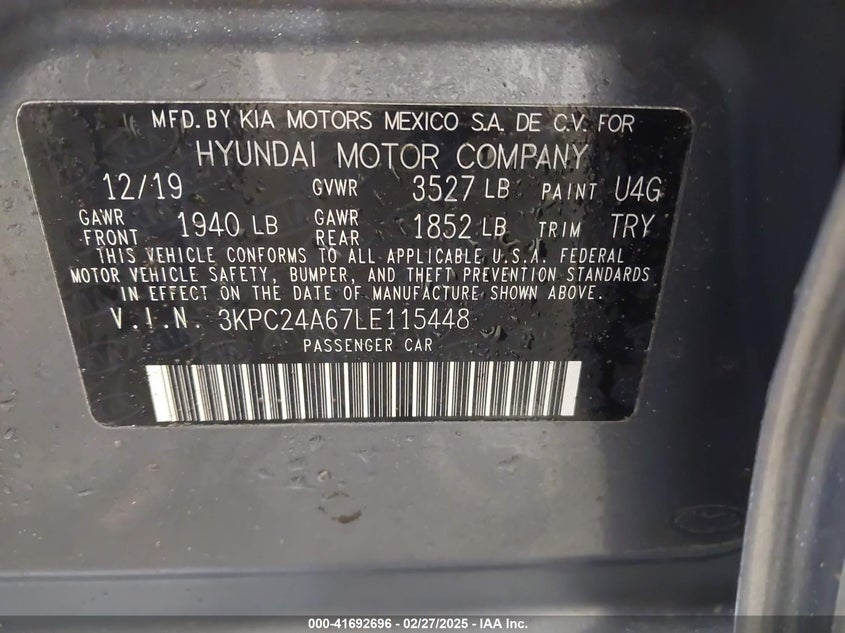 MFD. BY KIA MOTORS MEXICO S.A. DE C.V. FOR
HYUNDAI MOTOR COMPANY
12/19 GVWR 3527 LB PAINT U4G
GAWR FRONT 1940 LB GAWR REAR 1852 LB TRIM TRY
THIS VEHICLE CONFORMS TO ALL APPLICABLE U.S.A. FEDERAL
MOTOR VEHICLE SAFETY, BUMPER, AND THEFT PREVENTION STANDARDS
IN EFFECT ON THE DATE OF MANUFACTURE SHOWN ABOVE.
V.I.N. 3KPC24A67LE115448
PASSENGER CAR
000-41692696 - 02/27/2025 - IAA Inc.